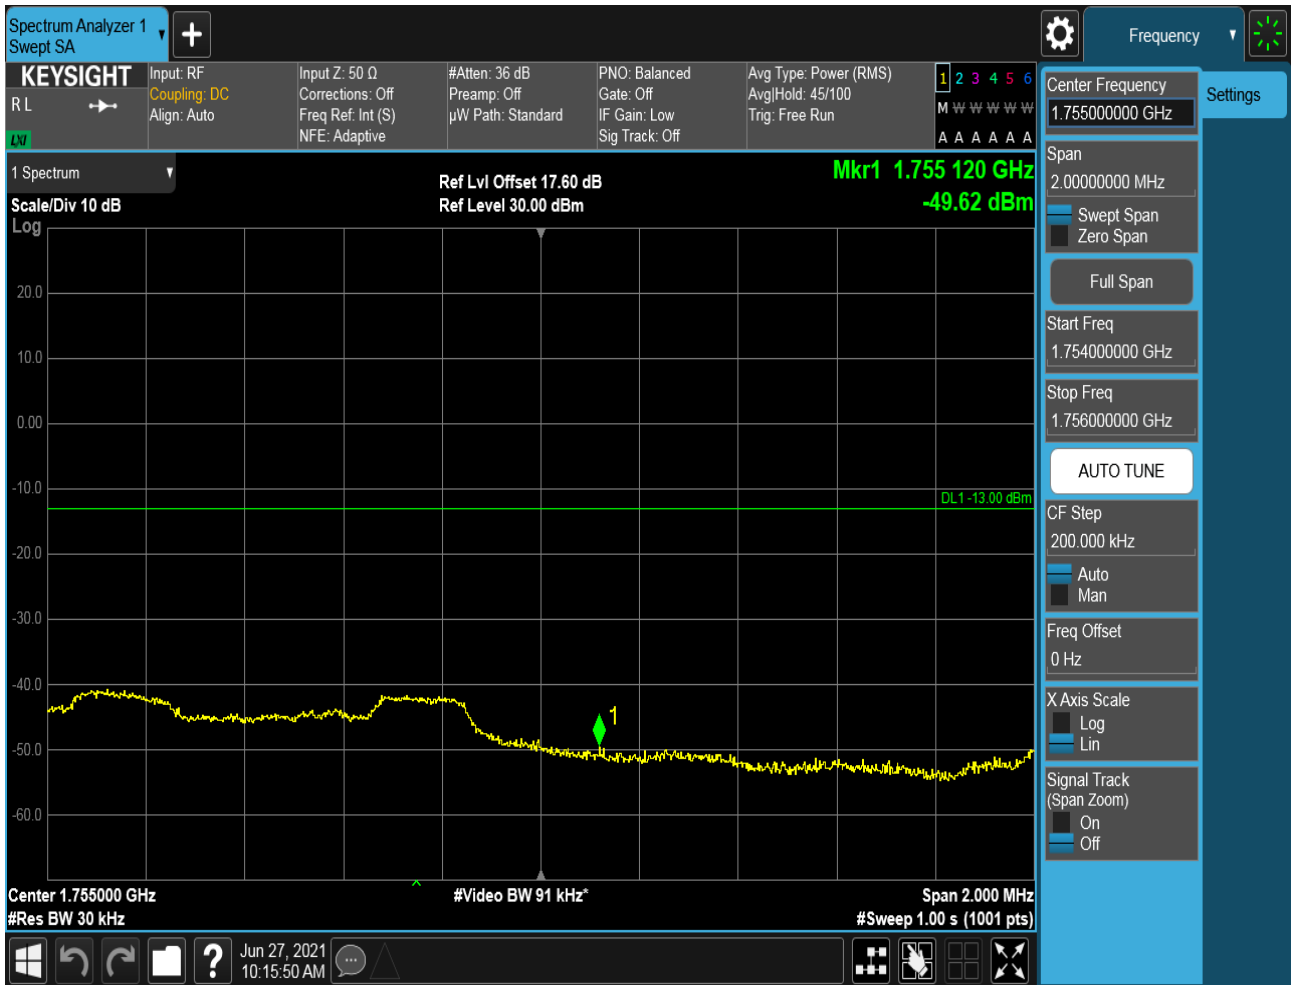 Spectrum Analyzer 1
Swept SA
Frequency
KEYSIGHT
R L
LXI
Input: RF
Coupling: DC
Align: Auto
Input Z: 50 Ω
Corrections: Off
Freq Ref: Int (S)
NFE: Adaptive
#Atten: 36 dB
Preamp: Off
µW Path: Standard
PNO: Balanced
Gate: Off
IF Gain: Low
Sig Track: Off
Avg Type: Power (RMS)
Avg|Hold: 45/100
Trig: Free Run
1 2 3 4 5 6
M W W W W W
A A A A A A
1 Spectrum
Scale/Div 10 dB
Log
Ref Lvl Offset 17.60 dB
Ref Level 30.00 dBm
Mkr1 1.755 120 GHz
-49.62 dBm
20.0
10.0
0.00
-10.0
DL1 -13.00 dBm
-20.0
-30.0
-40.0
1
-50.0
-60.0
Center 1.755000 GHz
#Video BW 91 kHz*
Span 2.000 MHz
#Res BW 30 kHz
#Sweep 1.00 s (1001 pts)
Center Frequency
1.755000000 GHz
Settings
Span
2.00000000 MHz
Swept Span
Zero Span
Full Span
Start Freq
1.754000000 GHz
Stop Freq
1.756000000 GHz
AUTO TUNE
CF Step
200.000 kHz
Auto
Man
Freq Offset
0 Hz
X Axis Scale
Log
Lin
Signal Track
(Span Zoom)
On
Off
?
Jun 27, 2021
10:15:50 AM